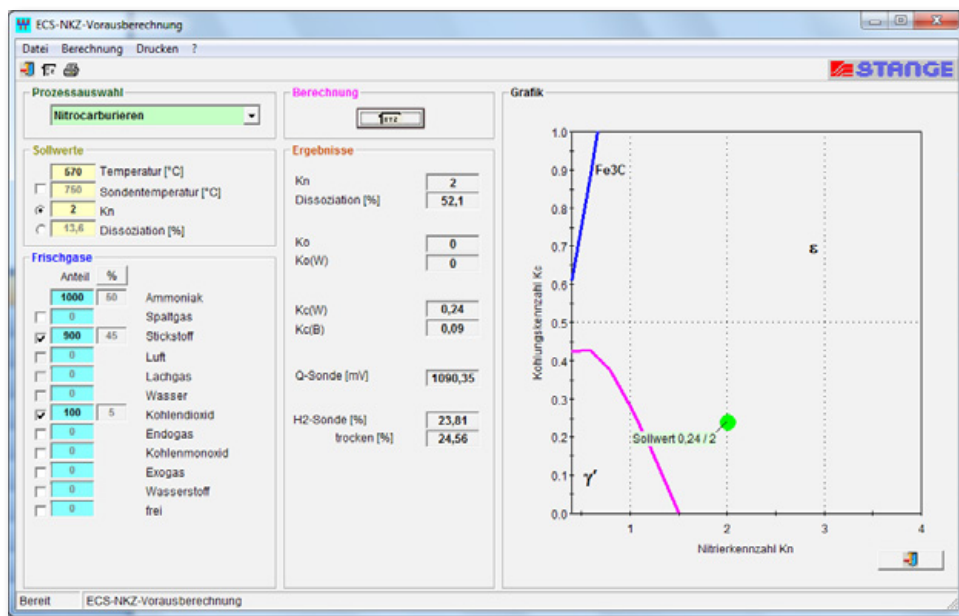 ECS-NKZ-Vorausberechnung
Datei Berechnung Drucken ?
STANGE
Prozessauswahl
Nitrocarburieren
Sollwerte
570 Temperatur [°C]
750 Sondentemperatur [°C]
2 Kn
13,6 Dissoziation [%]
Frischgase
Anteil %
1000 50 Ammoniak
0 Spaltgas
900 45 Stickstoff
0 Luft
0 Lachgas
0 Wasser
100 5 Kohlendioxid
0 Endogas
0 Kohlenmonoxid
0 Exogas
0 Wasserstoff
0 frei
Berechnung
XYZ
Ergebnisse
Kn 2
Dissoziation [%] 52,1
Ko 0
Ko(W) 0
Kc(W) 0,24
Kc(B) 0,09
Q-Sonde [mV] 1090,35
H2-Sonde [%] 23,81
trocken [%] 24,56
Grafik
Kohlungskennzahl Kc
1.0
0.9
0.8
0.7
0.6
0.5
0.4
0.3
0.2
0.1
0.0
Fe3C
ε
Sollwert 0,24 / 2
γ'
1 2 3 4
Nitrierkennzahl Kn
Bereit ECS-NKZ-Vorausberechnung